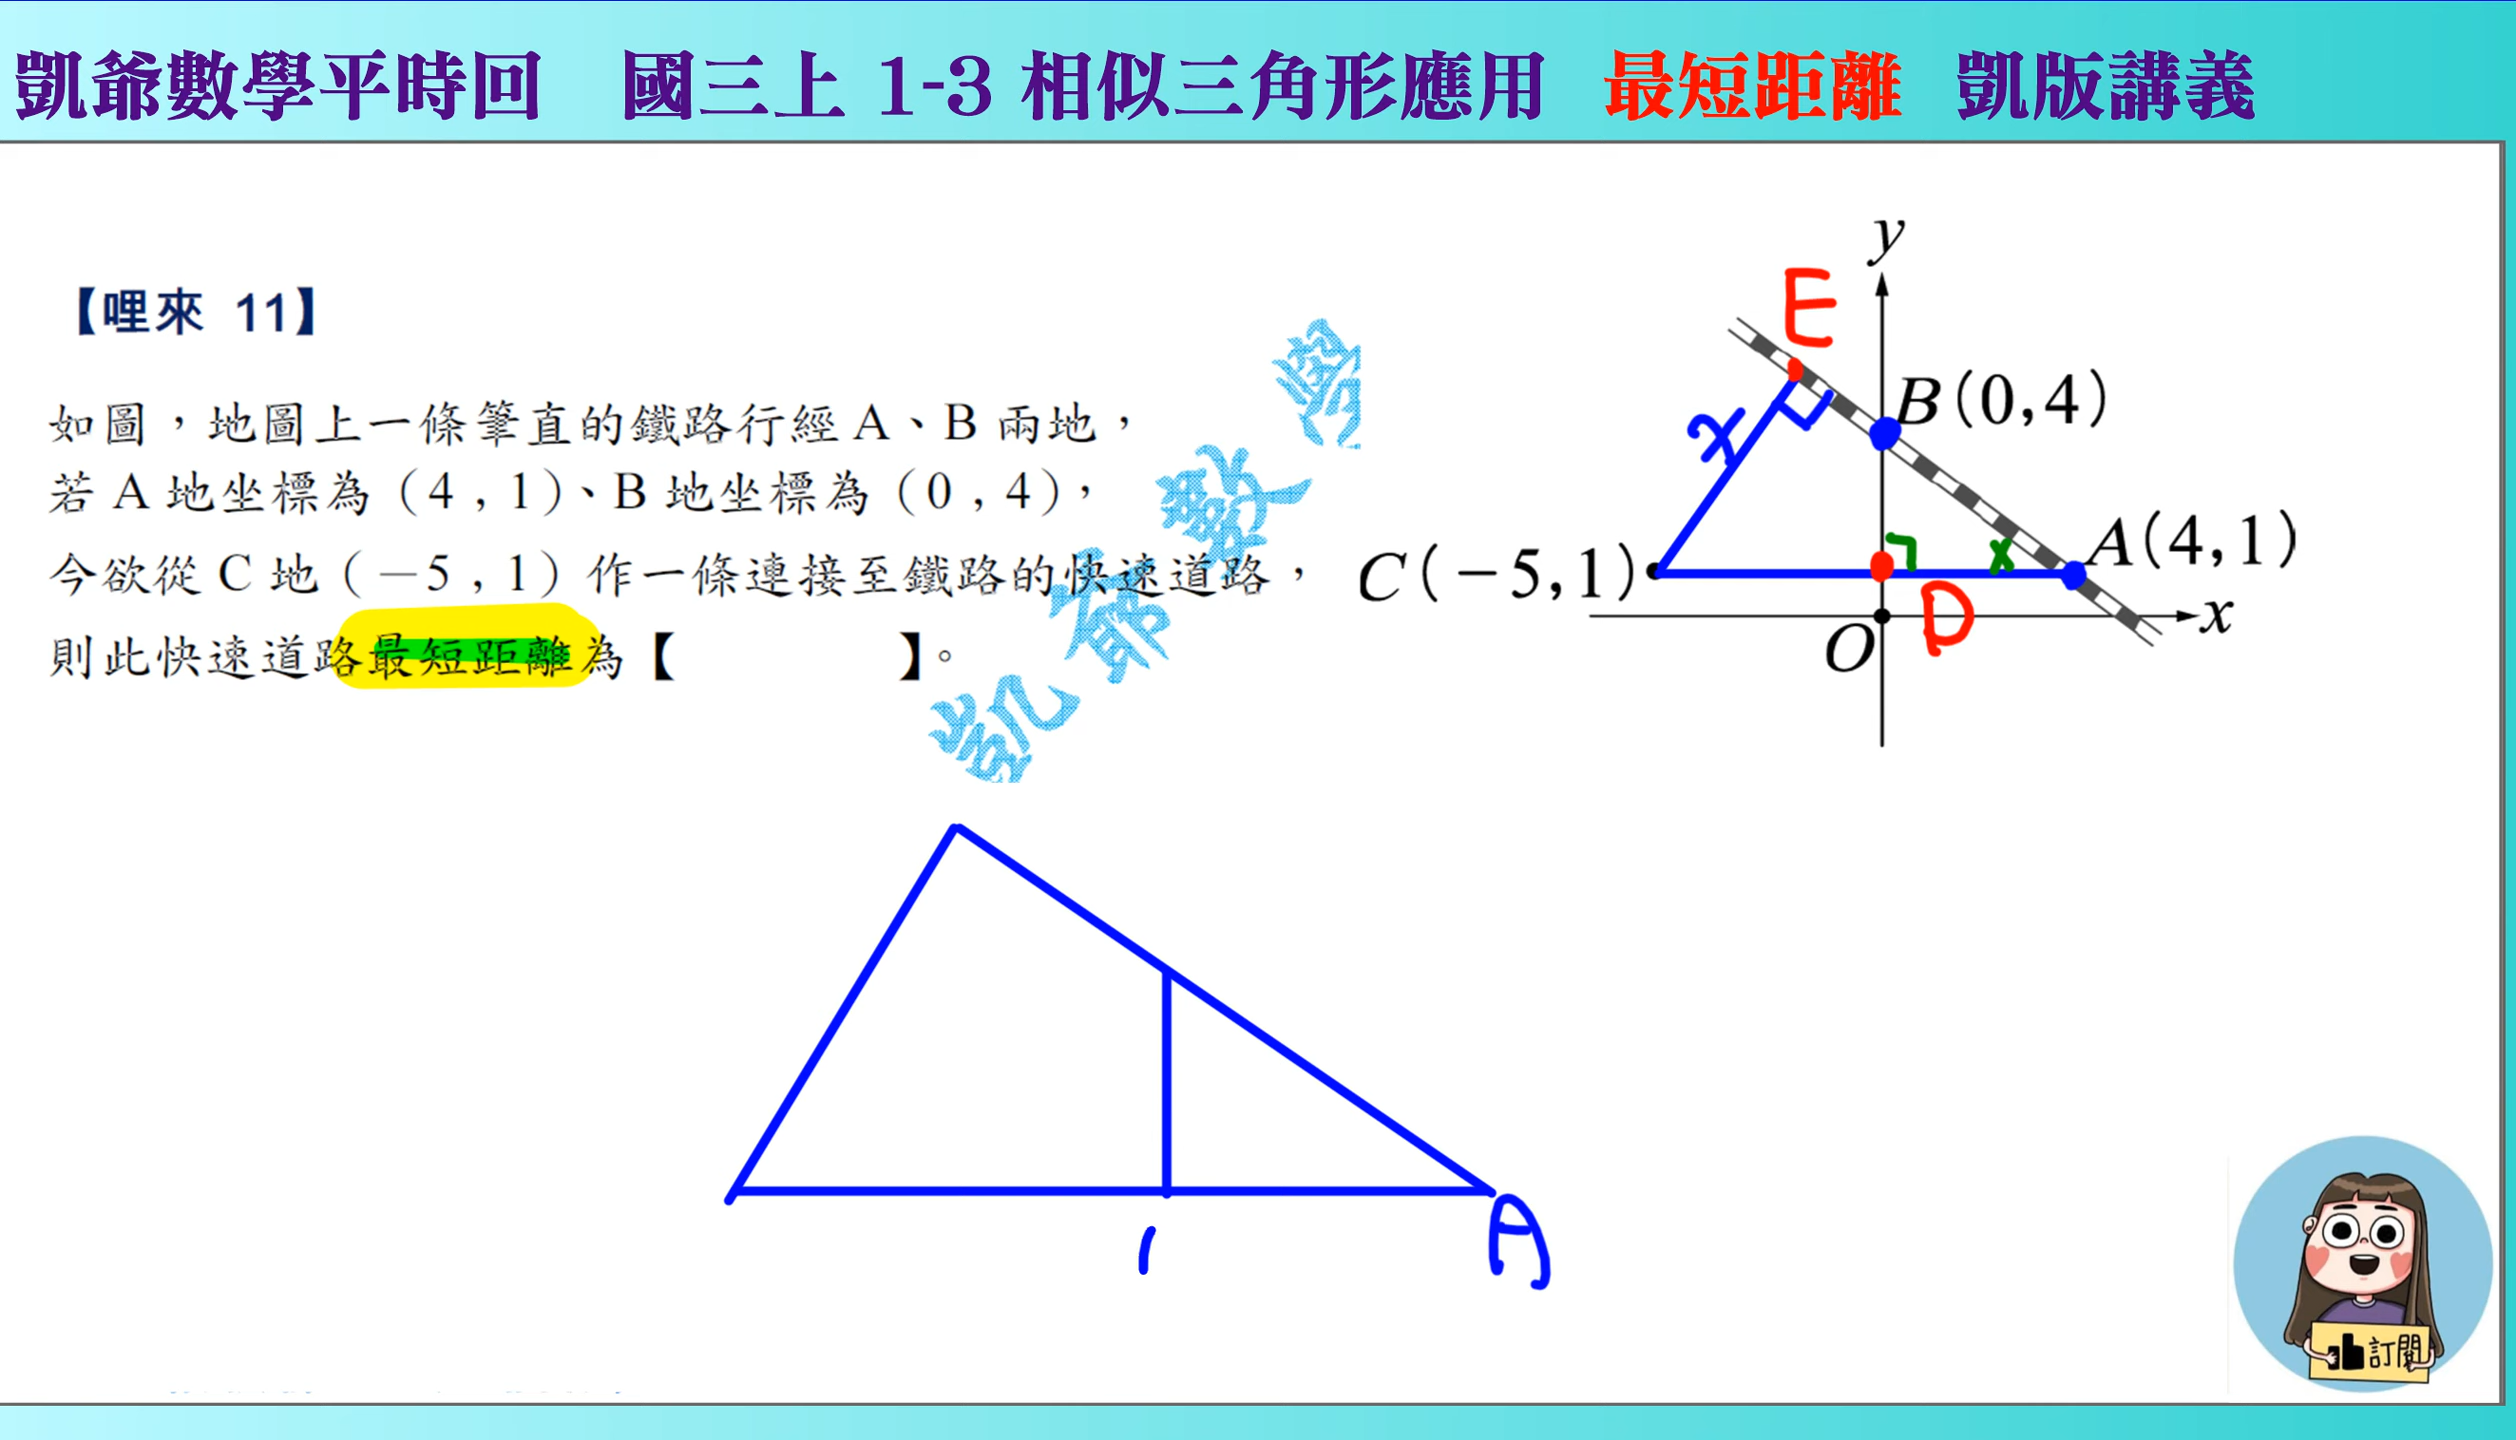 凱爺數學平時回 國三上 1-3 相似三角形應用 最短距離 凱版講義
【哩來 11】
如圖，地圖上一條筆直的鐵路行經 A、B 兩地，
若 A 地坐標為（4，1）、B 地坐標為（0，4），
今欲從 C 地（－5，1）作一條連接至鐵路的快速道路，
則此快速道路最短距離為【 】。
凱爺數學
y
E
B(0,4)
x
A(4,1)
C(−5,1)
x
D
x
O
A
訂閱